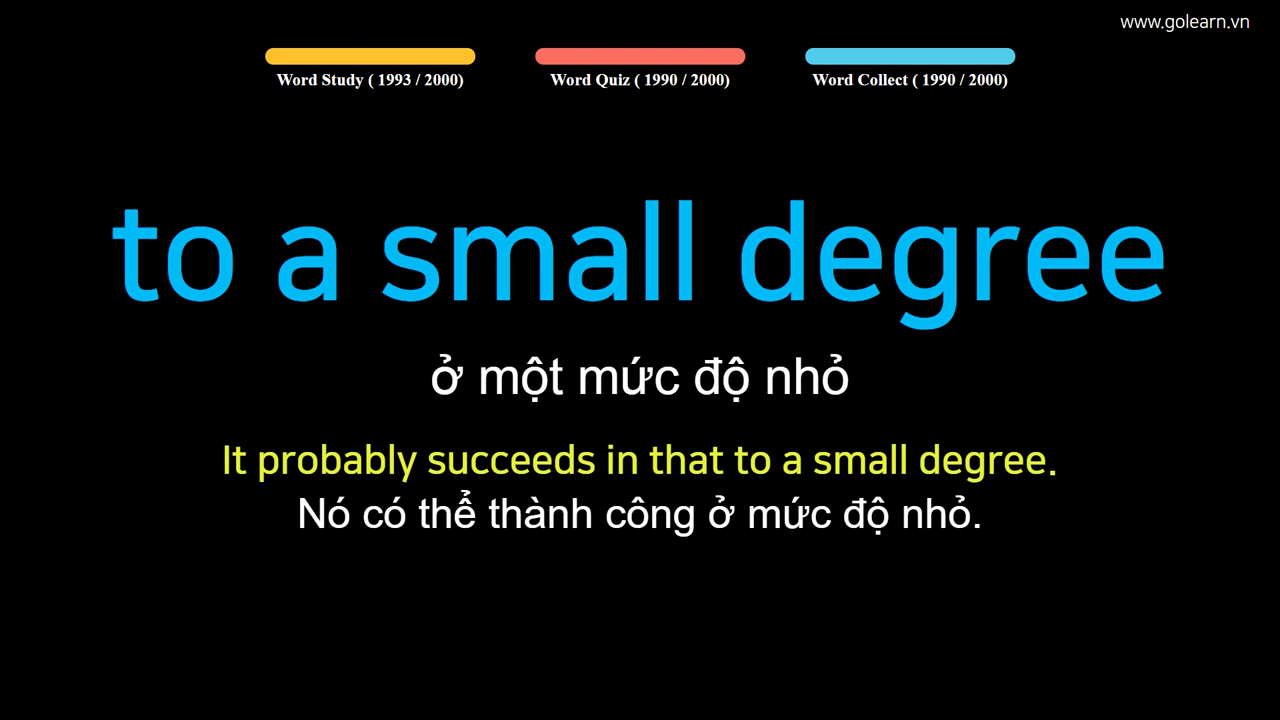 www.golearn.vn
Word Study ( 1993 / 2000) Word Quiz ( 1990 / 2000) Word Collect ( 1990 / 2000)
to a small degree
ở một mức độ nhỏ
It probably succeeds in that to a small degree.
Nó có thể thành công ở mức độ nhỏ.